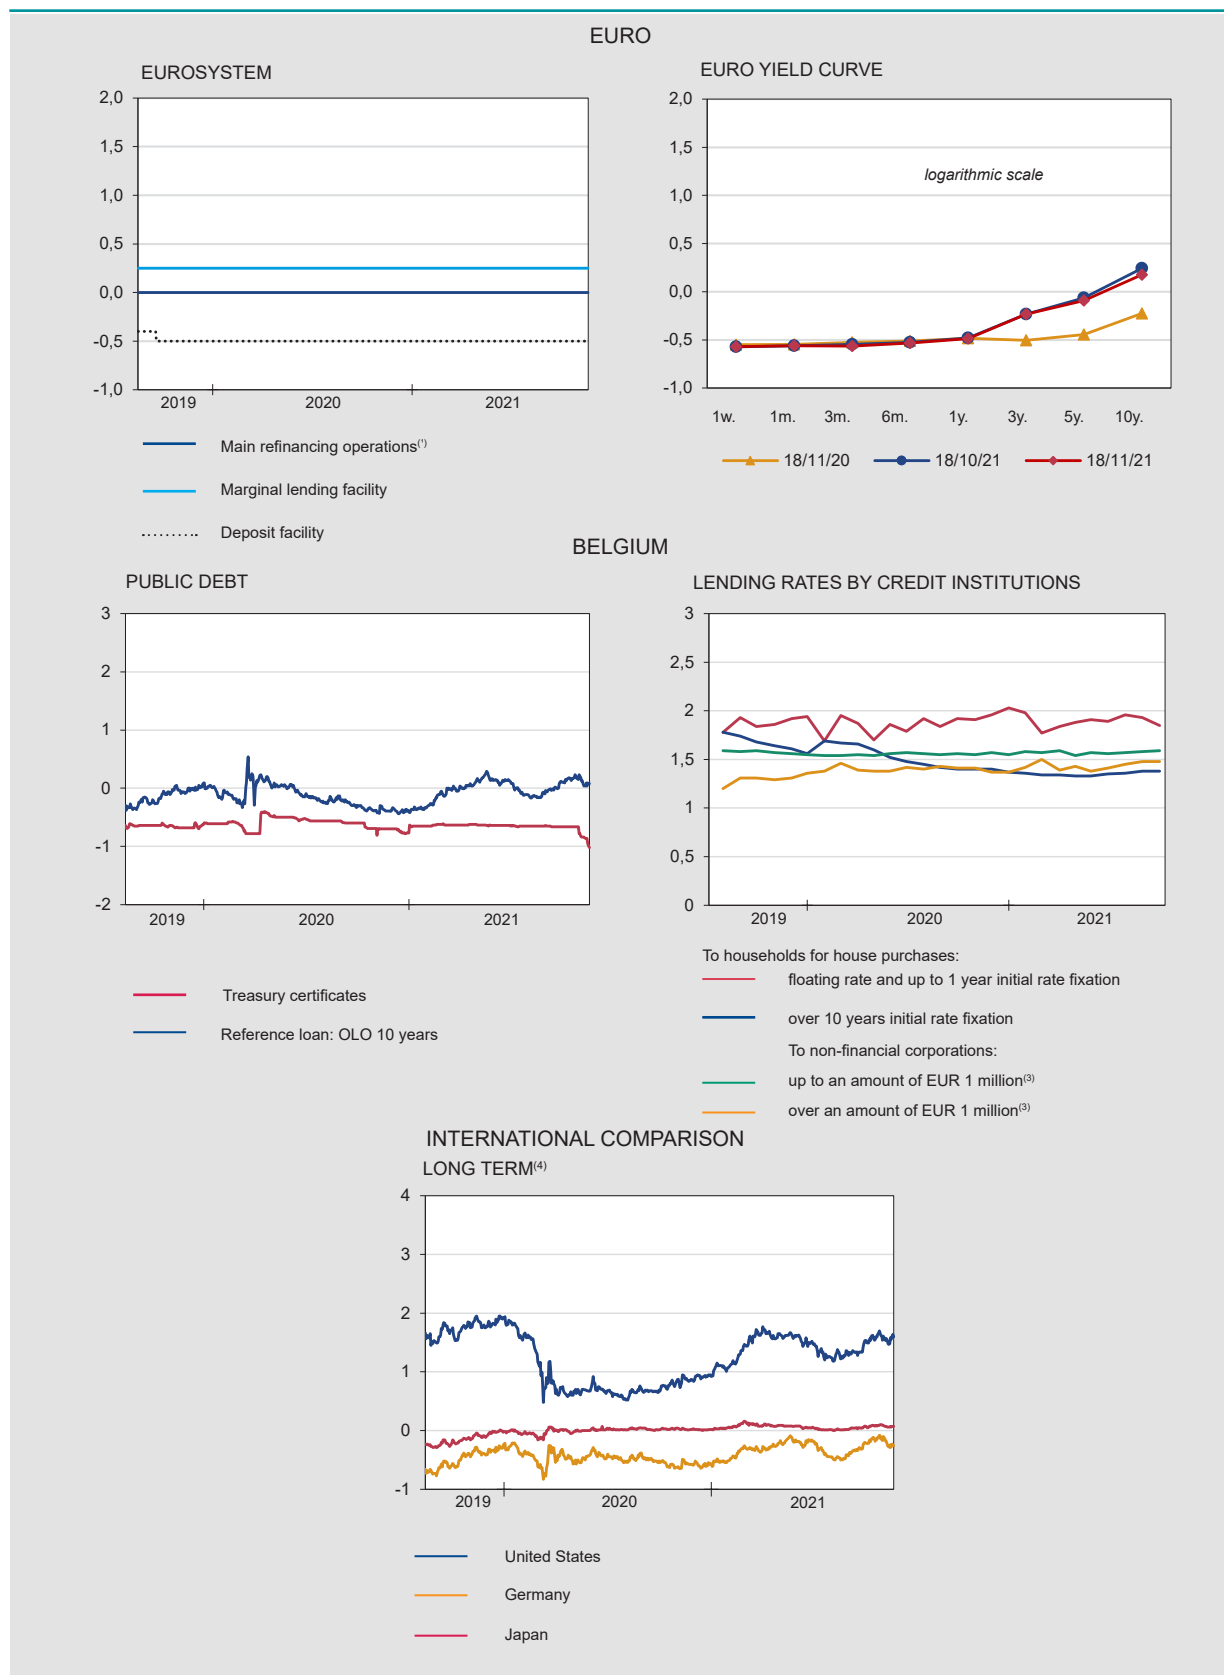 EURO
EUROSYSTEM
2,0
1,5
1,0
0,5
0,0
-0,5
-1,0
2019
2020
2021
Main refinancing operations(¹)
Marginal lending facility
Deposit facility
EURO YIELD CURVE
2,0
1,5
1,0
0,5
0,0
-0,5
-1,0
logarithmic scale
1w.
1m.
3m.
6m.
1y.
3y.
5y.
10y.
18/11/20
18/10/21
18/11/21
BELGIUM
PUBLIC DEBT
3
2
1
0
-1
-2
2019
2020
2021
Treasury certificates
Reference loan: OLO 10 years
LENDING RATES BY CREDIT INSTITUTIONS
3
2,5
2
1,5
1
0,5
0
2019
2020
2021
To households for house purchases:
floating rate and up to 1 year initial rate fixation
over 10 years initial rate fixation
To non-financial corporations:
up to an amount of EUR 1 million(3)
over an amount of EUR 1 million(3)
INTERNATIONAL COMPARISON
LONG TERM(4)
4
3
2
1
0
-1
2019
2020
2021
United States
Germany
Japan